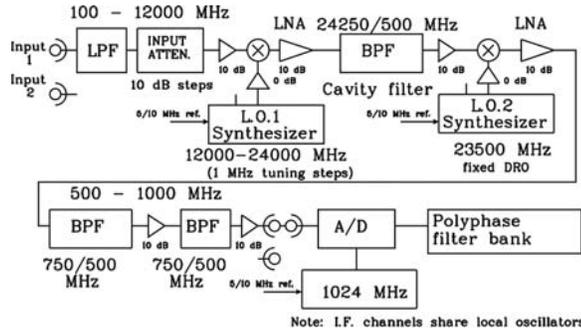 100 - 12000 MHz
Input
1
LPF
INPUT
ATTEN.
10 dB
LNA
10 dB
24250/500 MHz
BPF
10 dB
LNA
10 dB
Input
2
10 dB steps
0 dB
Cavity filter
0 dB
5/10 MHz ref.
L.O.1
Synthesizer
5/10 MHz ref.
L.O.2
Synthesizer
12000-24000 MHz
(1 MHz tuning steps)
23500 MHz
fixed DRO
500 - 1000 MHz
BPF
10 dB
BPF
10 dB
A/D
Polyphase
filter bank
750/500
MHz
750/500
MHz
5/10 MHz ref.
1024 MHz
Note: I.F. channels share local oscillators